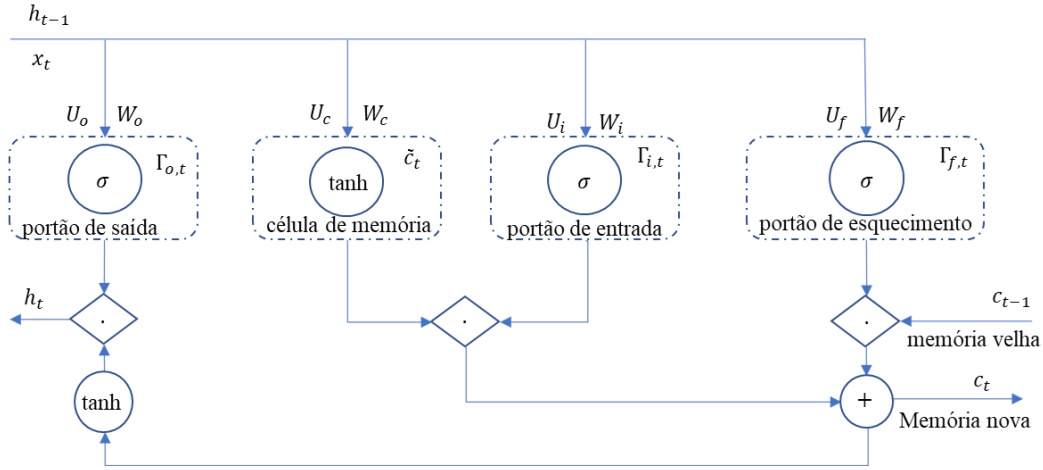 h_{t-1}
x_t
U_o W_o
U_c W_c
U_i W_i
U_f W_f
σ
Γ_{o,t}
portão de saída
tanh
c̃_t
célula de memória
σ
Γ_{i,t}
portão de entrada
σ
Γ_{f,t}
portão de esquecimento
h_t
.
.
.
c_{t-1}
memória velha
tanh
+
c_t
Memória nova